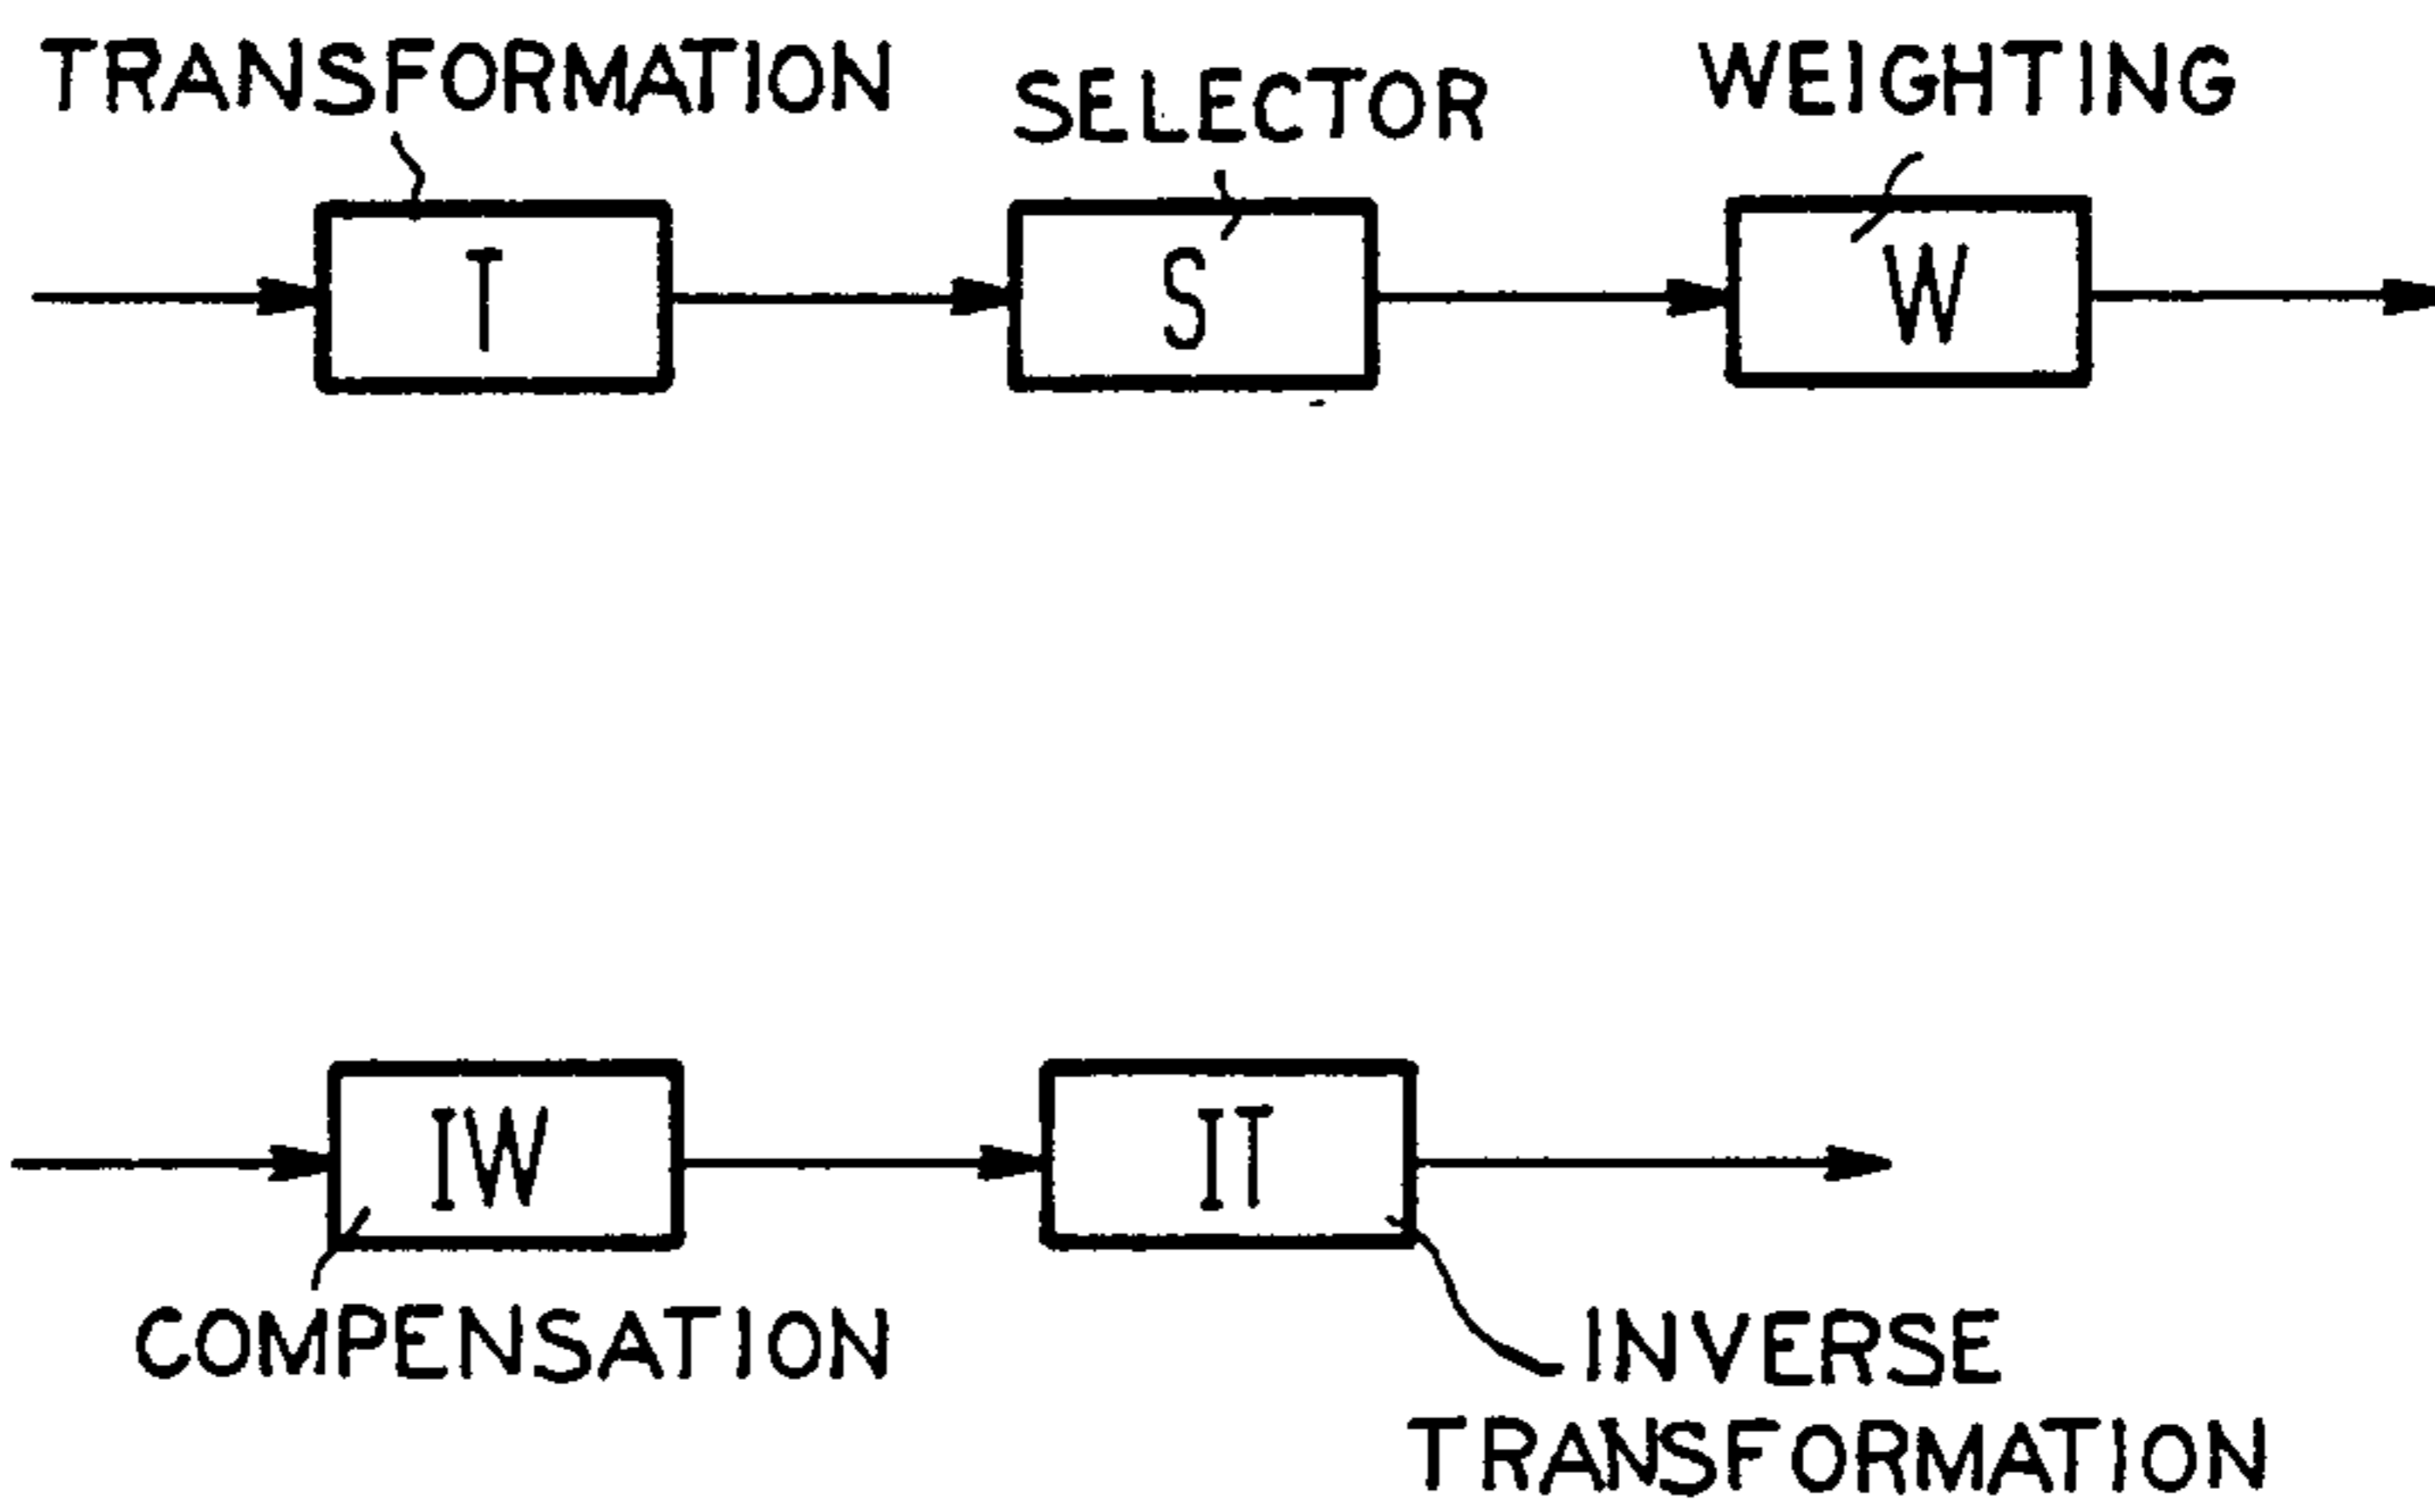 TRANSFORMATION
SELECTOR
WEIGHTING
T
S
W
IW
IT
COMPENSATION
INVERSE
TRANSFORMATION